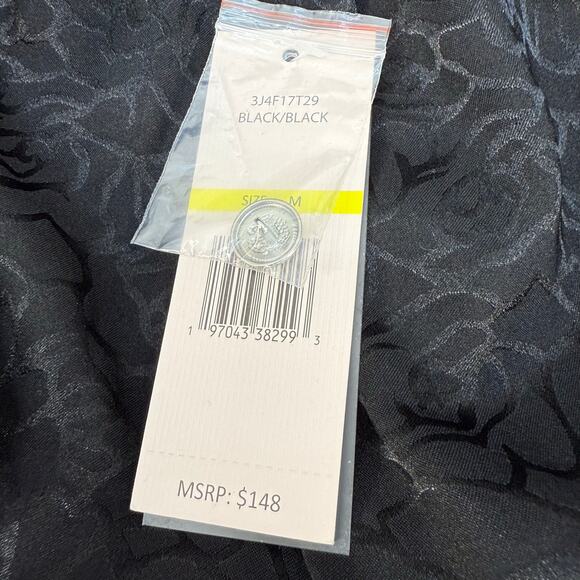 3J4F17T29
BLACK/BLACK
SIZE M
1 97043 38299 3
MSRP: $148